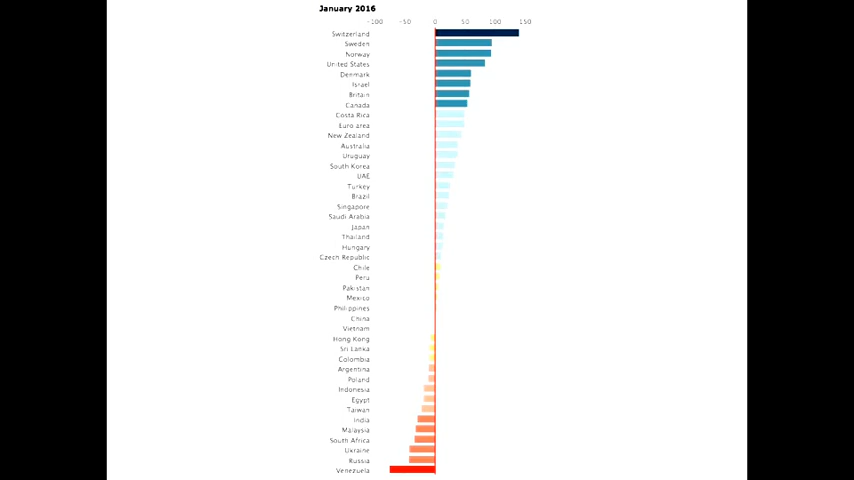 January 2016
-100 -50 0 50 100 150
Switzerland
Sweden
Norway
United States
Denmark
Israel
Britain
Canada
Costa Rica
Euro area
New Zealand
Australia
Uruguay
South Korea
UAE
Turkey
Brazil
Singapore
Saudi Arabia
Japan
Thailand
Hungary
Czech Republic
Chile
Peru
Pakistan
Mexico
Philippines
China
Vietnam
Hong Kong
Sri Lanka
Colombia
Argentina
Poland
Indonesia
Egypt
Taiwan
India
Malaysia
South Africa
Ukraine
Russia
Venezuela